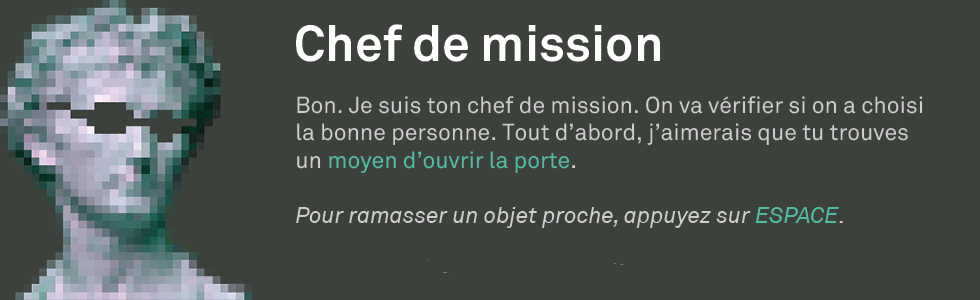 Chef de mission
Bon. Je suis ton chef de mission. On va vérifier si on a choisi
la bonne personne. Tout d’abord, j’aimerais que tu trouves
un moyen d’ouvrir la porte.
Pour ramasser un objet proche, appuyez sur ESPACE.